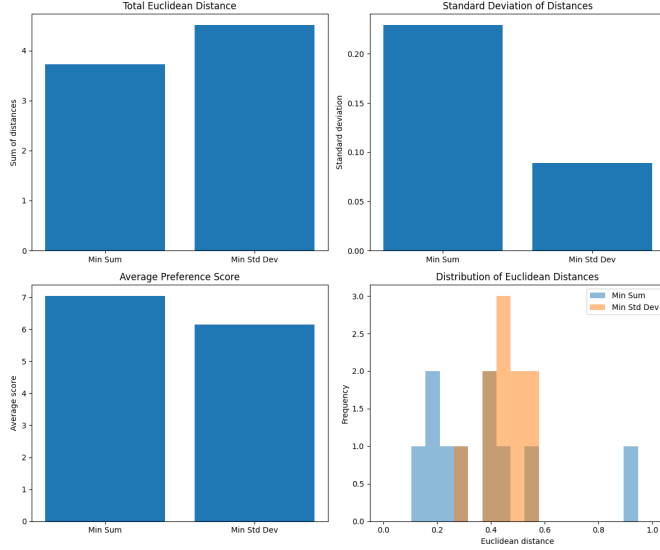 Total Euclidean Distance
Sum of distances
4
3
2
1
0
Min Sum
Min Std Dev
Standard Deviation of Distances
Standard deviation
0.20
0.15
0.10
0.05
0.00
Min Sum
Min Std Dev
Average Preference Score
Average score
7
6
5
4
3
2
1
0
Min Sum
Min Std Dev
Distribution of Euclidean Distances
Min Sum
Min Std Dev
Frequency
3.0
2.5
2.0
1.5
1.0
0.5
0.0
0.0
0.2
0.4
0.6
0.8
1.0
Euclidean distance